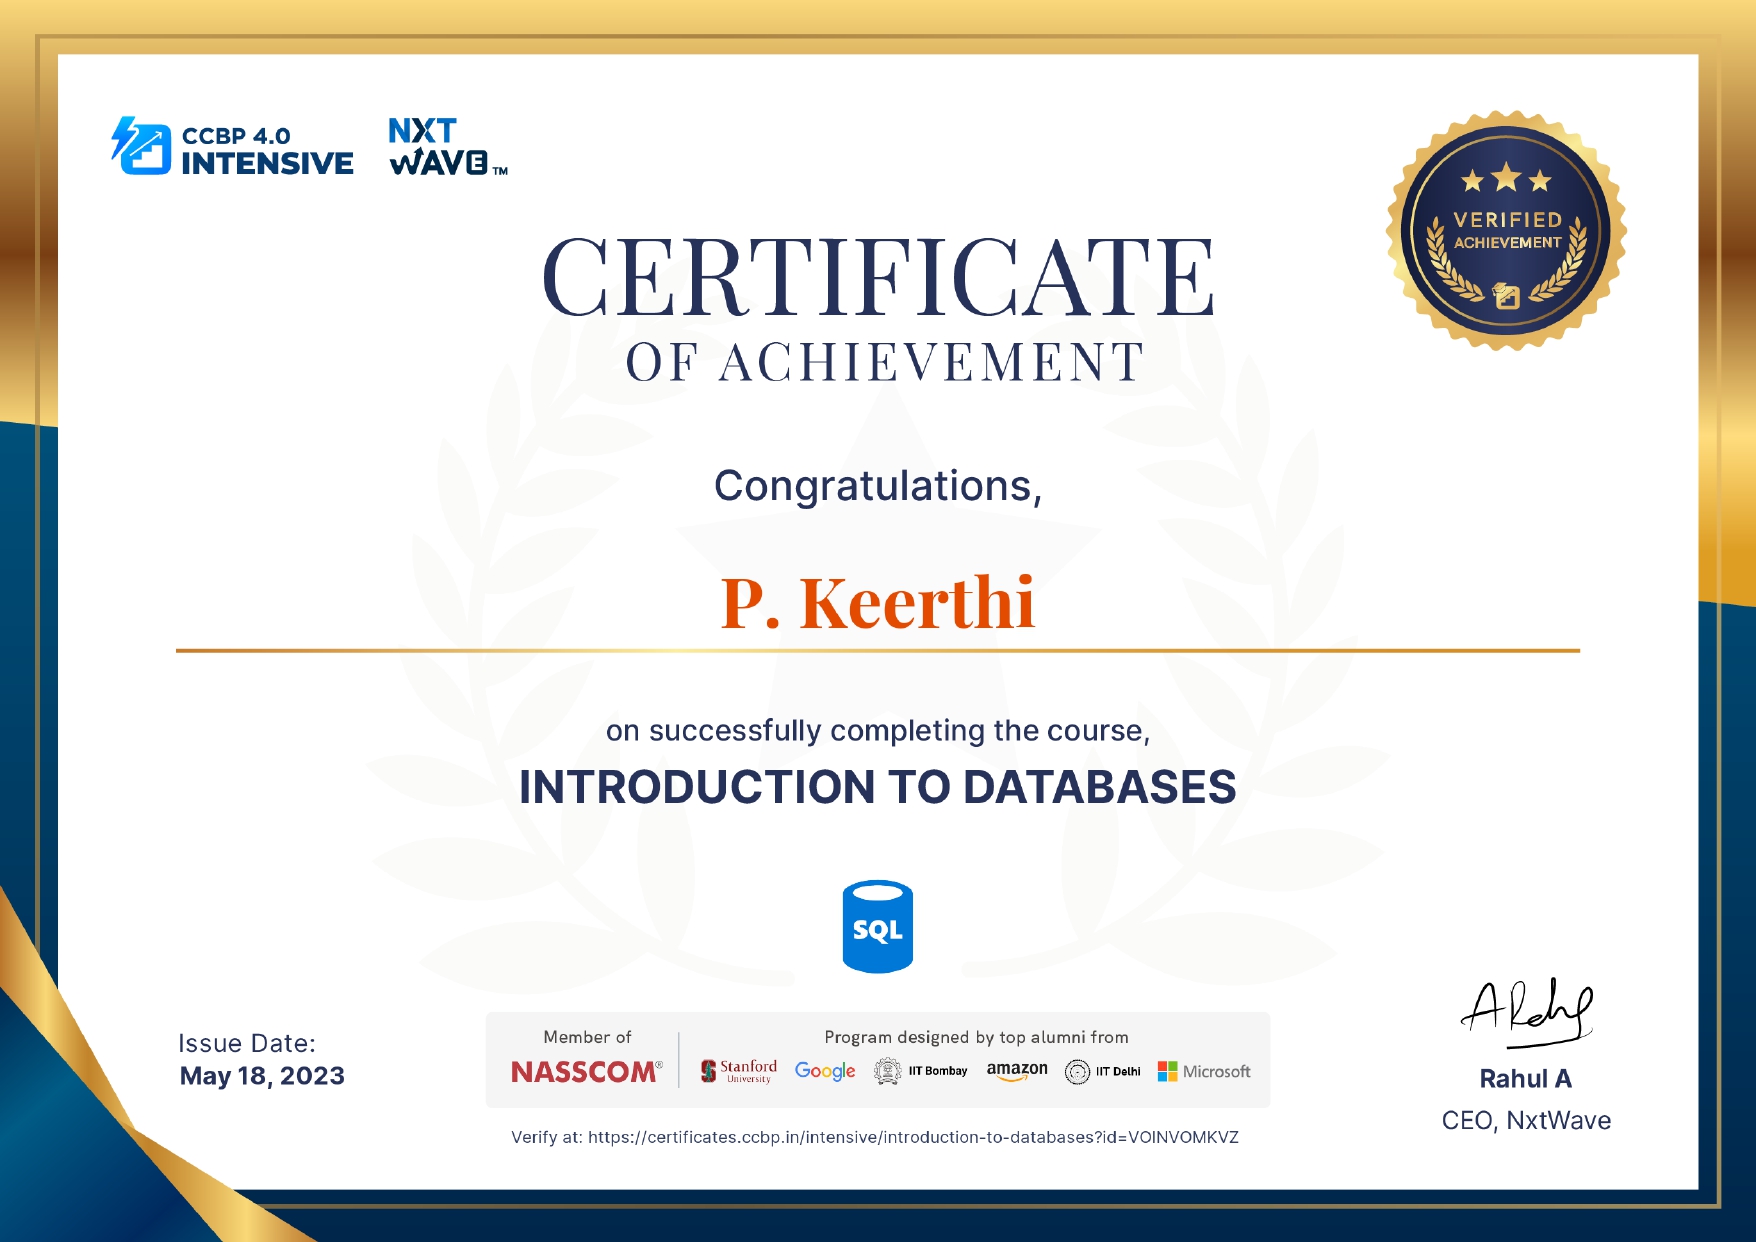 CCBP 4.0
INTENSIVE
NXT
WAVE™
VERIFIED
ACHIEVEMENT
CERTIFICATE
OF ACHIEVEMENT
Congratulations,
P. Keerthi
on successfully completing the course,
INTRODUCTION TO DATABASES
SQL
Issue Date:
May 18, 2023
Member of
NASSCOM®
Program designed by top alumni from
Stanford University Google IIT Bombay amazon IIT Delhi Microsoft
Verify at: https://certificates.ccbp.in/intensive/introduction-to-databases?id=VOINVOMKVZ
Rahul A
CEO, NxtWave